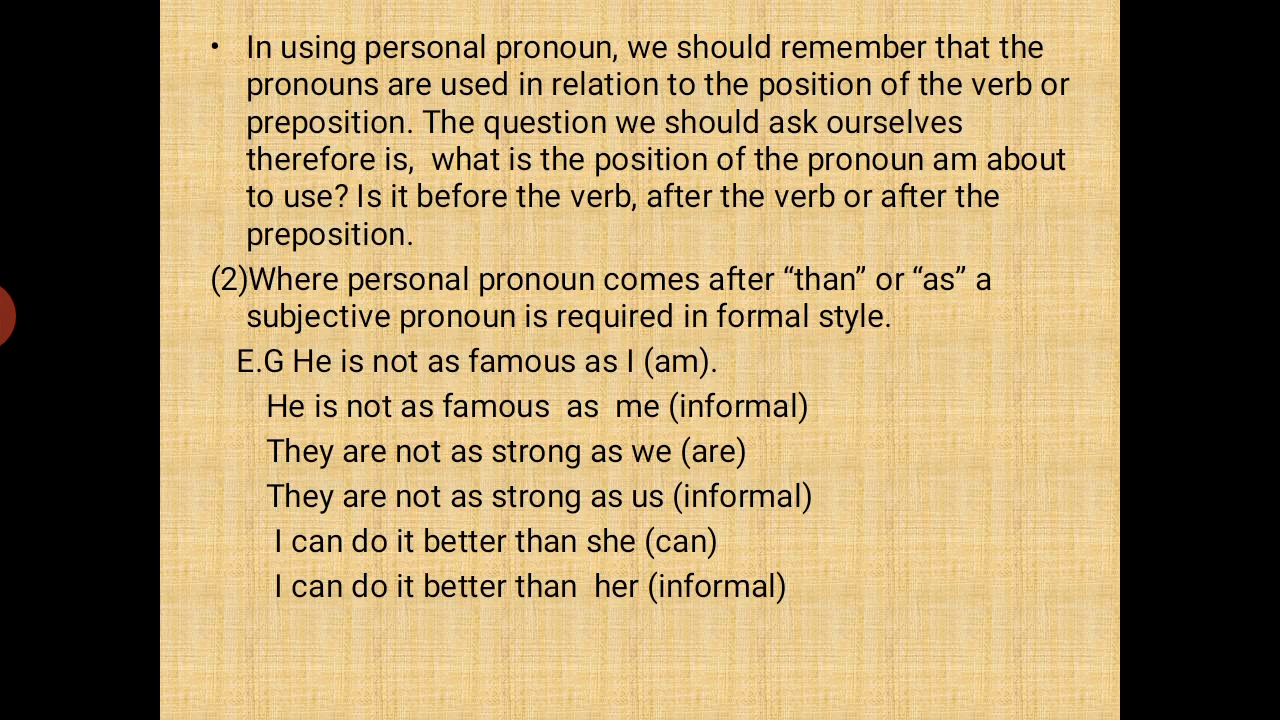 • In using personal pronoun, we should remember that the
pronouns are used in relation to the position of the verb or
preposition. The question we should ask ourselves
therefore is,  what is the position of the pronoun am about
to use? Is it before the verb, after the verb or after the
preposition.
(2)Where personal pronoun comes after “than” or “as” a
subjective pronoun is required in formal style.
E.G He is not as famous as I (am).
He is not as famous  as  me (informal)
They are not as strong as we (are)
They are not as strong as us (informal)
I can do it better than she (can)
I can do it better than  her (informal)